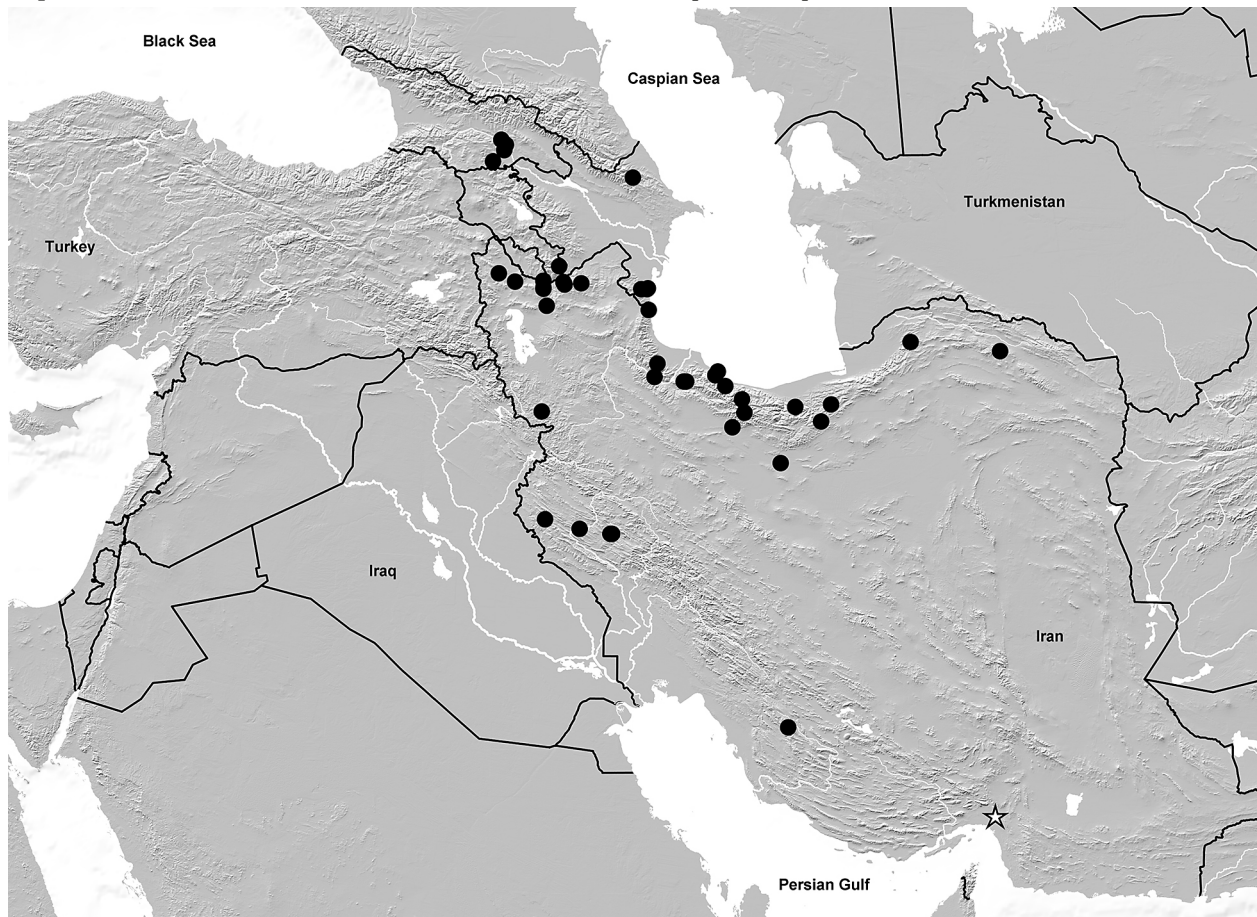 Black Sea
Caspian Sea
Turkmenistan
Turkey
Iraq
Iran
Persian Gulf